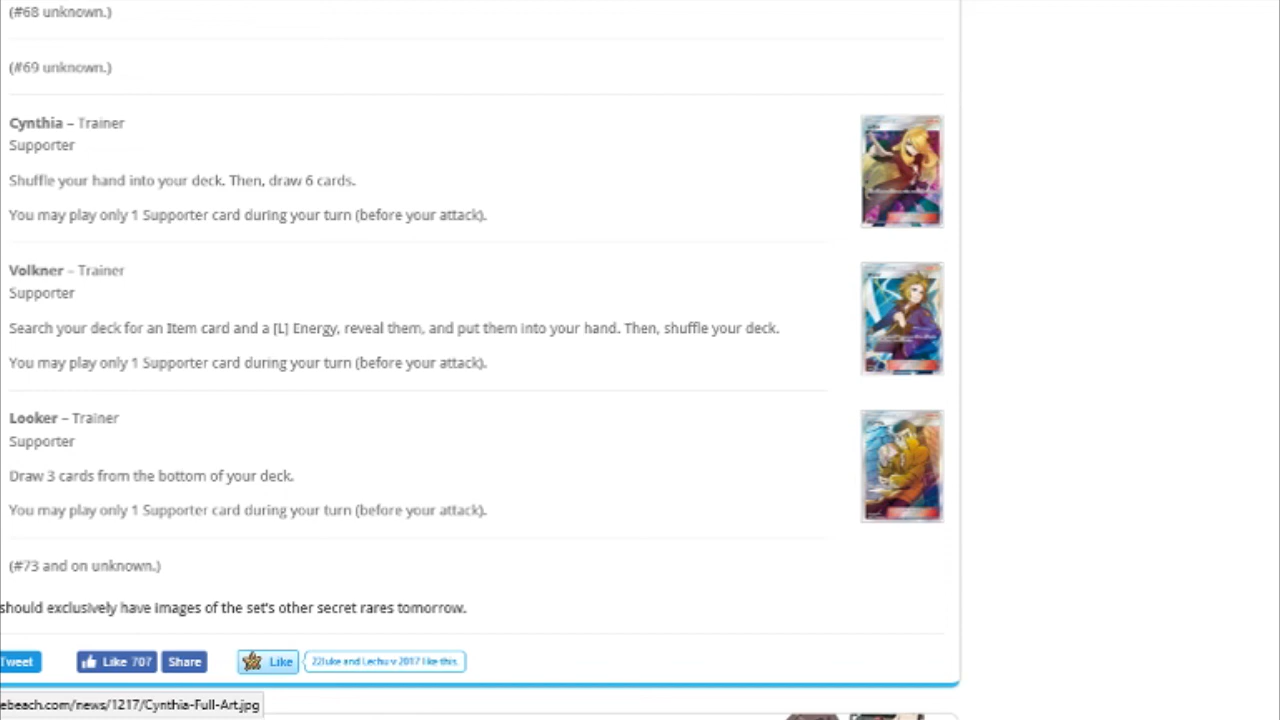 (#68 unknown.)
(#69 unknown.)
Cynthia – Trainer
Supporter
Shuffle your hand into your deck. Then, draw 6 cards.
You may play only 1 Supporter card during your turn (before your attack).
Volkner – Trainer
Supporter
Search your deck for an Item card and a [L] Energy, reveal them, and put them into your hand. Then, shuffle your deck.
You may play only 1 Supporter card during your turn (before your attack).
Looker – Trainer
Supporter
Draw 3 cards from the bottom of your deck.
You may play only 1 Supporter card during your turn (before your attack).
(#73 and on unknown.)
should exclusively have images of the set's other secret rares tomorrow.
Tweet Like 707 Share Like 22luke and Lechu v 2017 like this.
ebeach.com/news/1217/Cynthia-Full-Art.jpg